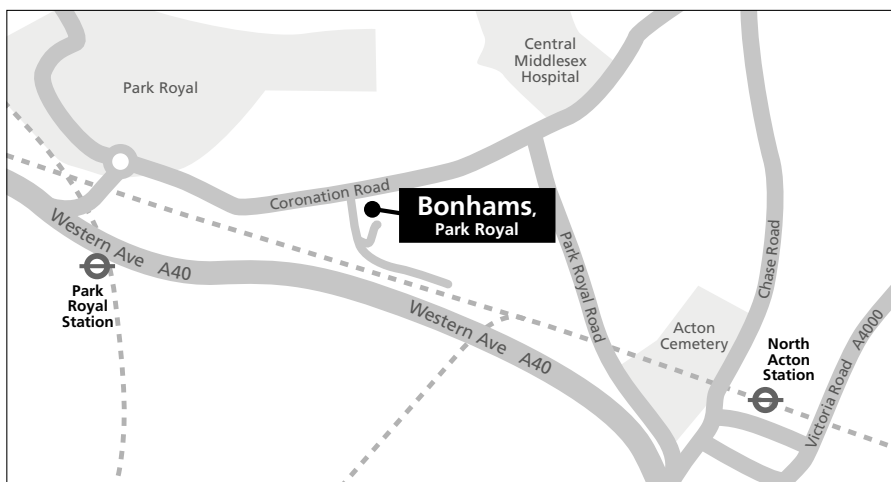 Central
Middlesex
Hospital
Park Royal
Coronation Road
Bonhams,
Park Royal
Western Ave A40
Park
Royal
Station
Park Royal Road
Chase Road
Western Ave A40
Acton
Cemetery
North
Acton
Station
Victoria Road A4000